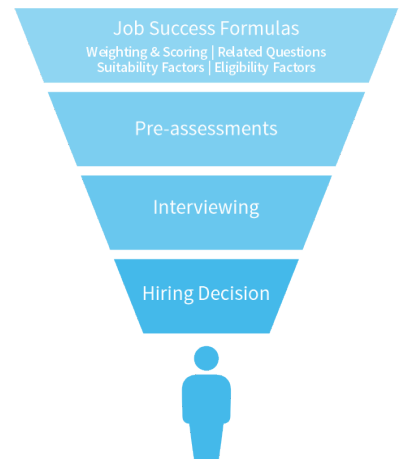 Job Success Formulas
Weighting & Scoring | Related Questions
Suitability Factors | Eligibility Factors
Pre-assessments
Interviewing
Hiring Decision